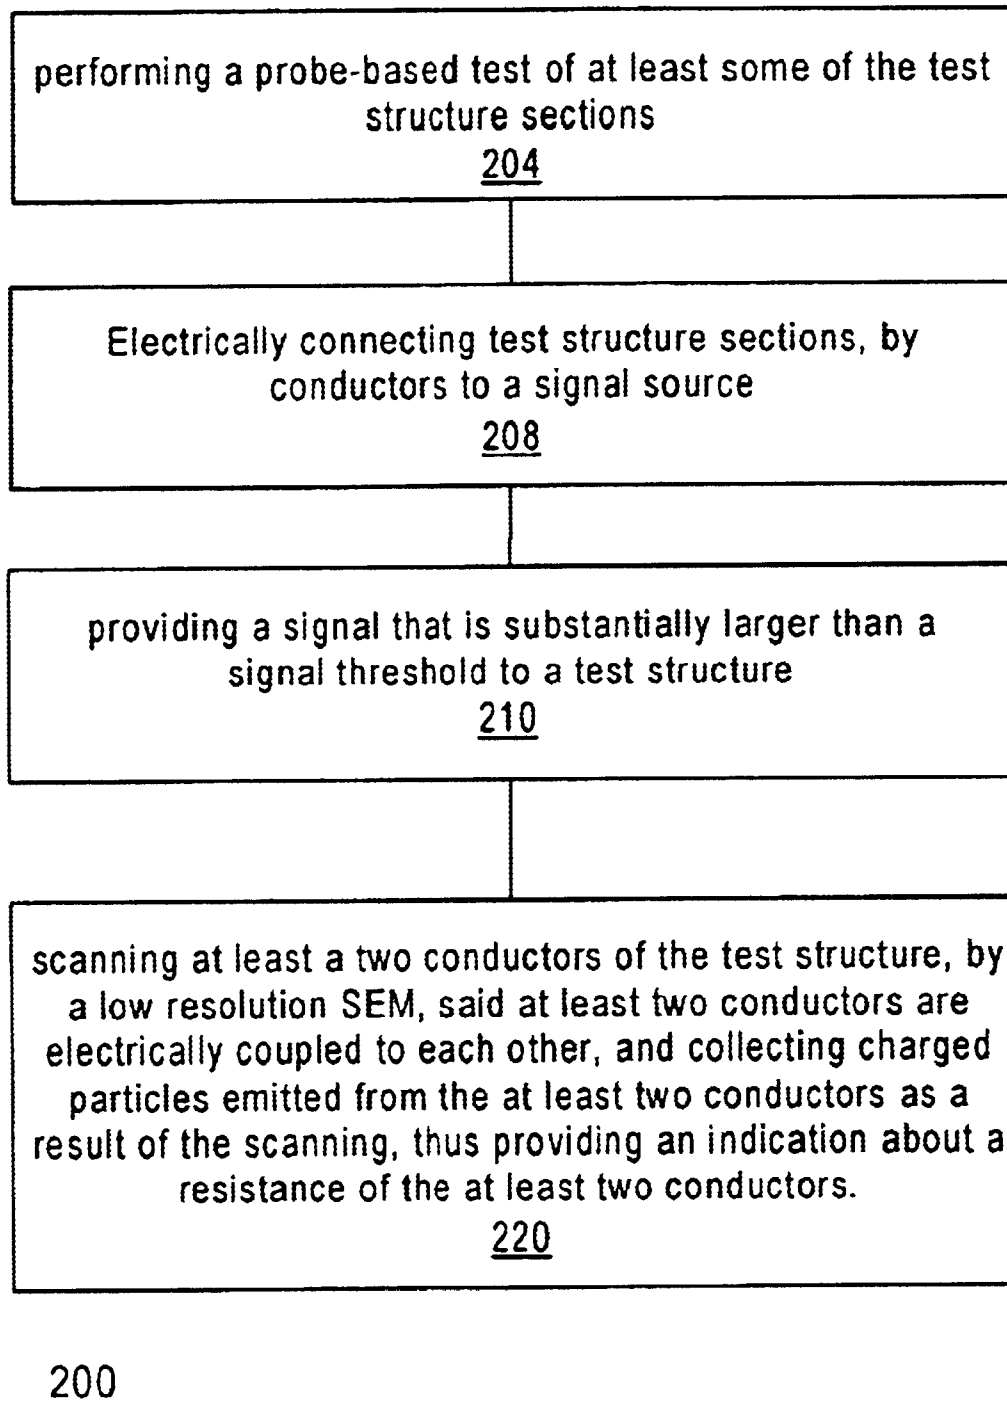 performing a probe-based test of at least some of the test
structure sections
204
Electrically connecting test structure sections, by
conductors to a signal source
208
providing a signal that is substantially larger than a
signal threshold to a test structure
210
scanning at least a two conductors of the test structure, by
a low resolution SEM, said at least two conductors are
electrically coupled to each other, and collecting charged
particles emitted from the at least two conductors as a
result of the scanning, thus providing an indication about a
resistance of the at least two conductors.
220
200